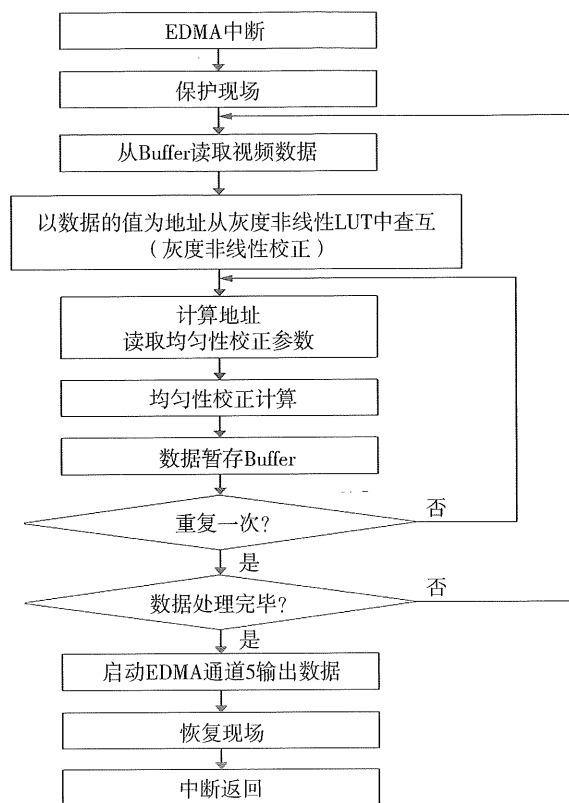 EDMA中断
保护现场
从Buffer读取视频数据
以数据的值为地址从灰度非线性LUT中查互
(灰度非线性校正)
计算地址
读取均匀性校正参数
均匀性校正计算
数据暂存Buffer
重复一次?
否
是
数据处理完毕?
否
是
启动EDMA通道5输出数据
恢复现场
中断返回